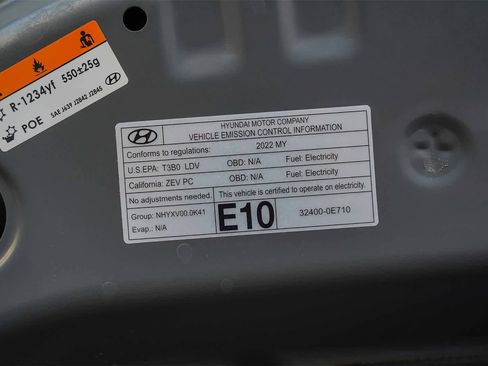 R-1234yf 550±25g
POE SAE J639 J2842 J2845
HYUNDAI MOTOR COMPANY
VEHICLE EMISSION CONTROL INFORMATION
Conforms to regulations: 2022 MY
U.S.EPA: T3B0 LDV OBD: N/A Fuel: Electricity
California: ZEV PC OBD: N/A Fuel: Electricity
No adjustments needed. This vehicle is certified to operate on electricity.
Group: NHYXV00.0K41
Evap.: N/A
E10
32400-0E710